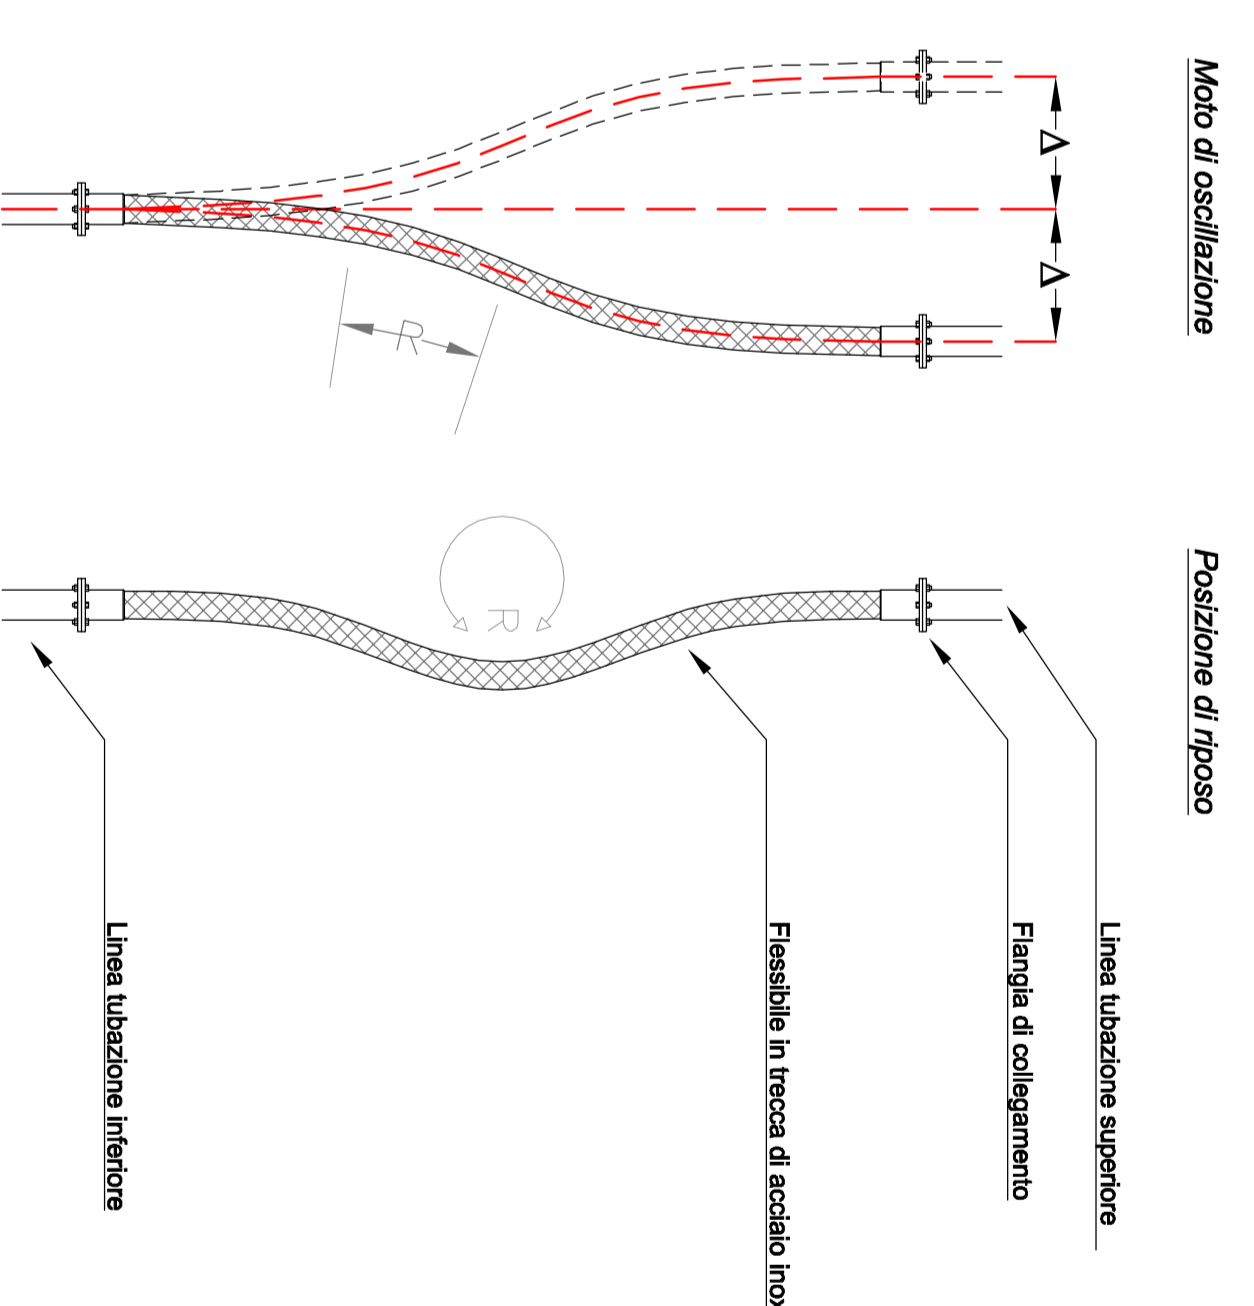 Moto di oscillazione
Δ
Δ
R
Posizione di riposo
R
Linea tubazione superiore
Flangia di collegamento
Flessibile in trecca di acciaio inox
Linea tubazione inferiore